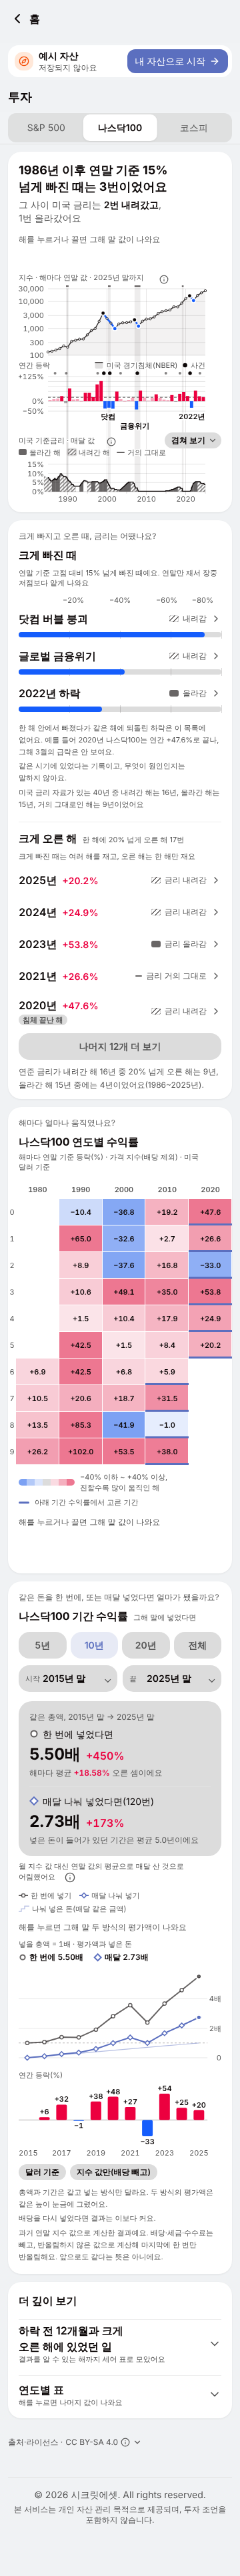 홈
예시 자산
저장되지 않아요
내 자산으로 시작 →
투자
S&P 500
나스닥100
코스피
1986년 이후 연말 기준 15%
넘게 빠진 때는 3번이었어요
그 사이 미국 금리는 2번 내려갔고,
1번 올라갔어요
해를 누르거나 끌면 그해 말 값이 나와요
지수 · 해마다 연말 값 · 2025년 말까지
30,000
10,000
3,000
1,000
300
100
연간 등락
미국 경기침체(NBER)
사건
+125%
0%
−50%
닷컴
2022년
금융위기
미국 기준금리 · 매달 값
겹쳐 보기
올라간 해
내려간 해
거의 그대로
15%
10%
5%
0%
1990
2000
2010
2020
크게 빠지고 오른 때, 금리는 어땠나요?
크게 빠진 때
연말 기준 고점 대비 15% 넘게 빠진 때예요. 연말만 재서 장중
저점보다 얕게 나와요
−20%
−40%
−60%
−80%
닷컴 버블 붕괴
내려감
글로벌 금융위기
내려감
2022년 하락
올라감
한 해 안에서 빠졌다가 같은 해에 되돌린 하락은 이 목록에
없어요. 예를 들어 2020년 나스닥100는 연간 +47.6%로 끝나,
그해 3월의 급락은 안 보여요.
같은 시기에 있었다는 기록이고, 무엇이 원인인지는
말하지 않아요.
미국 금리 자료가 있는 40년 중 내려간 해는 16년, 올라간 해는
15년, 거의 그대로인 해는 9년이에요
크게 오른 해
한 해에 20% 넘게 오른 해 17번
크게 빠진 때는 여러 해를 재고, 오른 해는 한 해만 재요
2025년 +20.2%
금리 내려감
2024년 +24.9%
금리 내려감
2023년 +53.8%
금리 올라감
2021년 +26.6%
금리 거의 그대로
2020년 +47.6%
침체 끝난 해
금리 내려감
나머지 12개 더 보기
연준 금리가 내려간 해 16년 중 20% 넘게 오른 해는 9년,
올라간 해 15년 중에는 4년이었어요(1986~2025년).
해마다 얼마나 움직였나요?
나스닥100 연도별 수익률
해마다 연말 기준 등락(%) · 가격 지수(배당 제외) · 미국
달러 기준
1980
1990
2000
2010
2020
0
−10.4
−36.8
+19.2
+47.6
1
+65.0
−32.6
+2.7
+26.6
2
+8.9
−37.6
+16.8
−33.0
3
+10.6
+49.1
+35.0
+53.8
4
+1.5
+10.4
+17.9
+24.9
5
+42.5
+1.5
+8.4
+20.2
6
+6.9
+42.5
+6.8
+5.9
7
+10.5
+20.6
+18.7
+31.5
8
+13.5
+85.3
−41.9
−1.0
9
+26.2
+102.0
+53.5
+38.0
−40% 이하 ~ +40% 이상,
진할수록 많이 움직인 해
아래 기간 수익률에서 고른 기간
해를 누르거나 끌면 그해 말 값이 나와요
같은 돈을 한 번에, 또는 매달 넣었다면 얼마가 됐을까요?
나스닥100 기간 수익률
그해 말에 넣었다면
5년
10년
20년
전체
시작 2015년 말
끝 2025년 말
같은 총액, 2015년 말 → 2025년 말
한 번에 넣었다면
5.50배 +450%
해마다 평균 +18.58% 오른 셈이에요
매달 나눠 넣었다면(120번)
2.73배 +173%
넣은 돈이 들어가 있던 기간은 평균 5.0년이에요
월 지수 값 대신 연말 값의 평균으로 매달 산 것으로
어림했어요
한 번에 넣기
매달 나눠 넣기
나눠 넣은 돈(매달 같은 금액)
해를 누르면 그해 말 두 방식의 평가액이 나와요
넣을 총액 = 1배 · 평가액과 넣은 돈
한 번에 5.50배
매달 2.73배
4배
2배
0
연간 등락(%)
+6
+32
−1
+38
+48
+27
−33
+54
+25
+20
2015
2017
2019
2021
2023
2025
달러 기준
지수 값만(배당 빼고)
총액과 기간은 같고 넣는 방식만 달라요. 두 방식의 평가액은
같은 높이 눈금에 그렸어요.
배당을 다시 넣었다면 결과는 이보다 커요.
과거 연말 지수 값으로 계산한 결과예요. 배당·세금·수수료는
빼고, 반올림하지 않은 값으로 계산해 마지막에 한 번만
반올림해요. 앞으로도 같다는 뜻은 아니에요.
더 깊이 보기
하락 전 12개월과 크게
오른 해에 있었던 일
결과를 알 수 있는 해까지 세어 표로 모았어요
연도별 표
해를 누르면 나머지 값이 나와요
출처·라이선스 · CC BY-SA 4.0
© 2026 시크릿에셋. All rights reserved.
본 서비스는 개인 자산 관리 목적으로 제공되며, 투자 조언을
포함하지 않습니다.